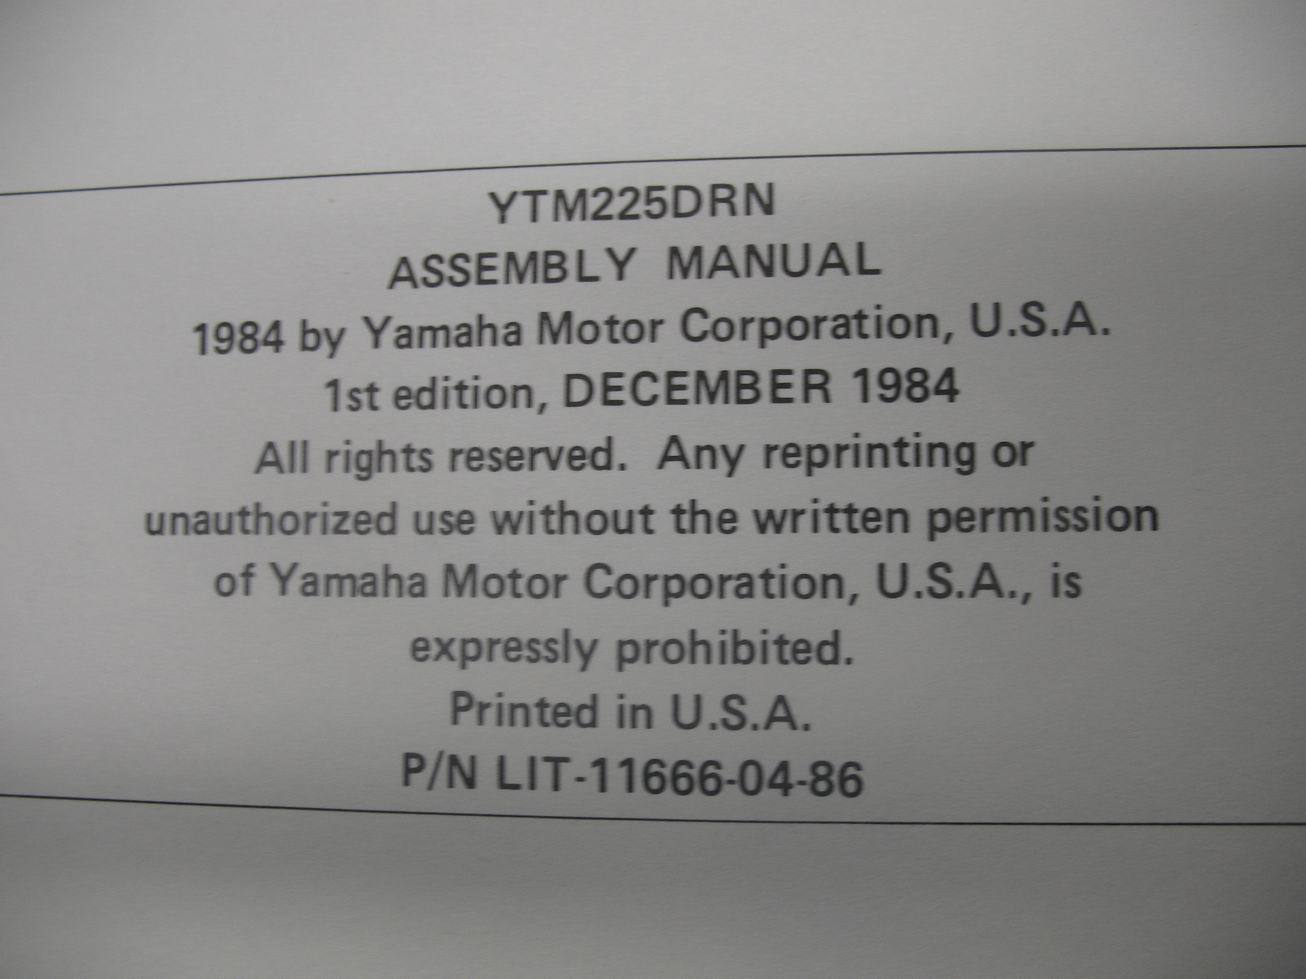 YTM225DRN
ASSEMBLY MANUAL
1984 by Yamaha Motor Corporation, U.S.A.
1st edition, DECEMBER 1984
All rights reserved. Any reprinting or
unauthorized use without the written permission
of Yamaha Motor Corporation, U.S.A., is
expressly prohibited.
Printed in U.S.A.
P/N LIT-11666-04-86